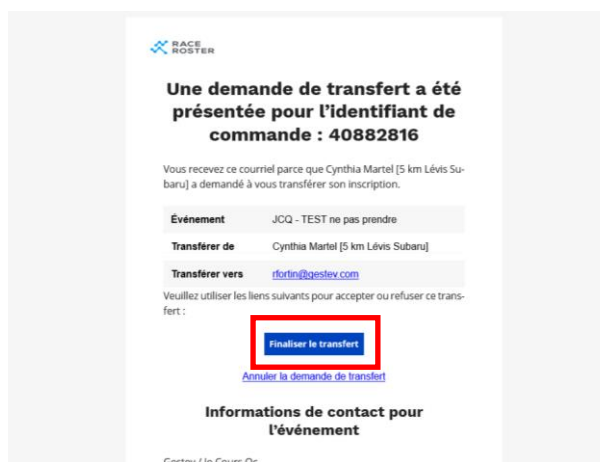 RACE
ROSTER
Une demande de transfert a été
présentée pour l’identifiant de
commande : 40882816
Vous recevez ce courriel parce que Cynthia Martel [5 km Lévis Su-
baru] a demandé à vous transférer son inscription.
Événement JCQ - TEST ne pas prendre
Transférer de Cynthia Martel [5 km Lévis Subaru]
Transférer vers rfortin@gestev.com
Veuillez utiliser les liens suivants pour accepter ou refuser ce trans-
fert :
Finaliser le transfert
Annuler la demande de transfert
Informations de contact pour
l’événement